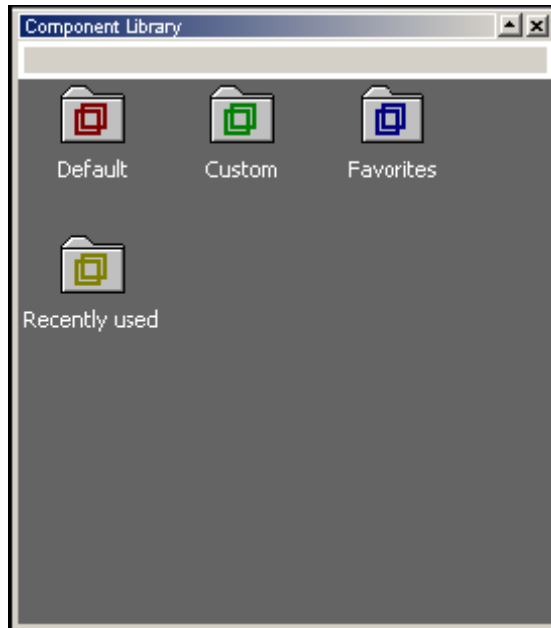 Component Library
Default
Custom
Favorites
Recently used